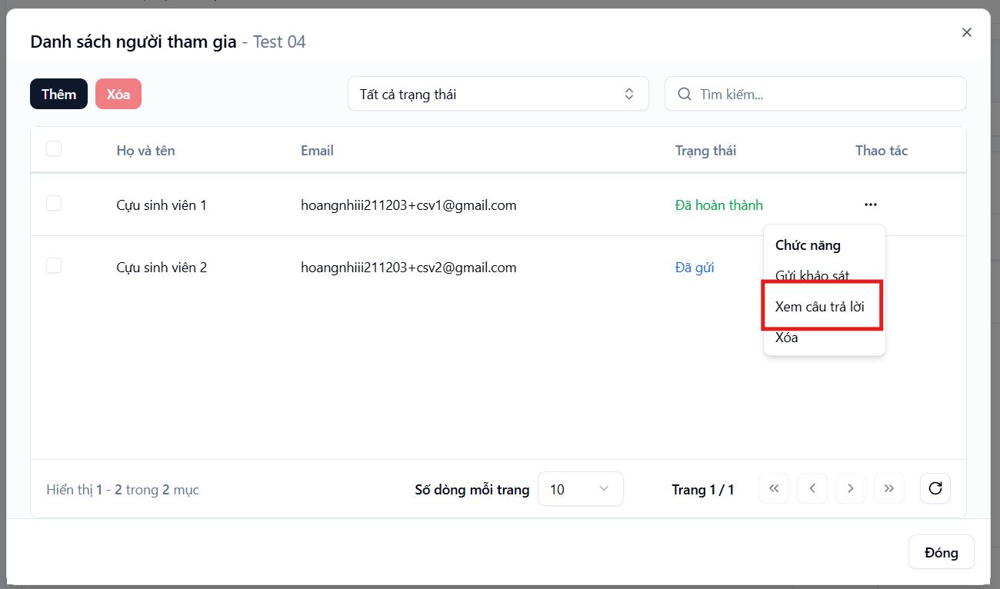 Danh sách người tham gia - Test 04
Thêm Xóa Tất cả trạng thái Tìm kiếm...
Họ và tên Email Trạng thái Thao tác
Cựu sinh viên 1 hoangnhiii211203+csv1@gmail.com Đã hoàn thành ...
Chức năng
Cựu sinh viên 2 hoangnhiii211203+csv2@gmail.com Đã gửi
Gửi khảo sát
Xem câu trả lời
Xóa
Hiển thị 1 - 2 trong 2 mục Số dòng mỗi trang 10 Trang 1 / 1
Đóng